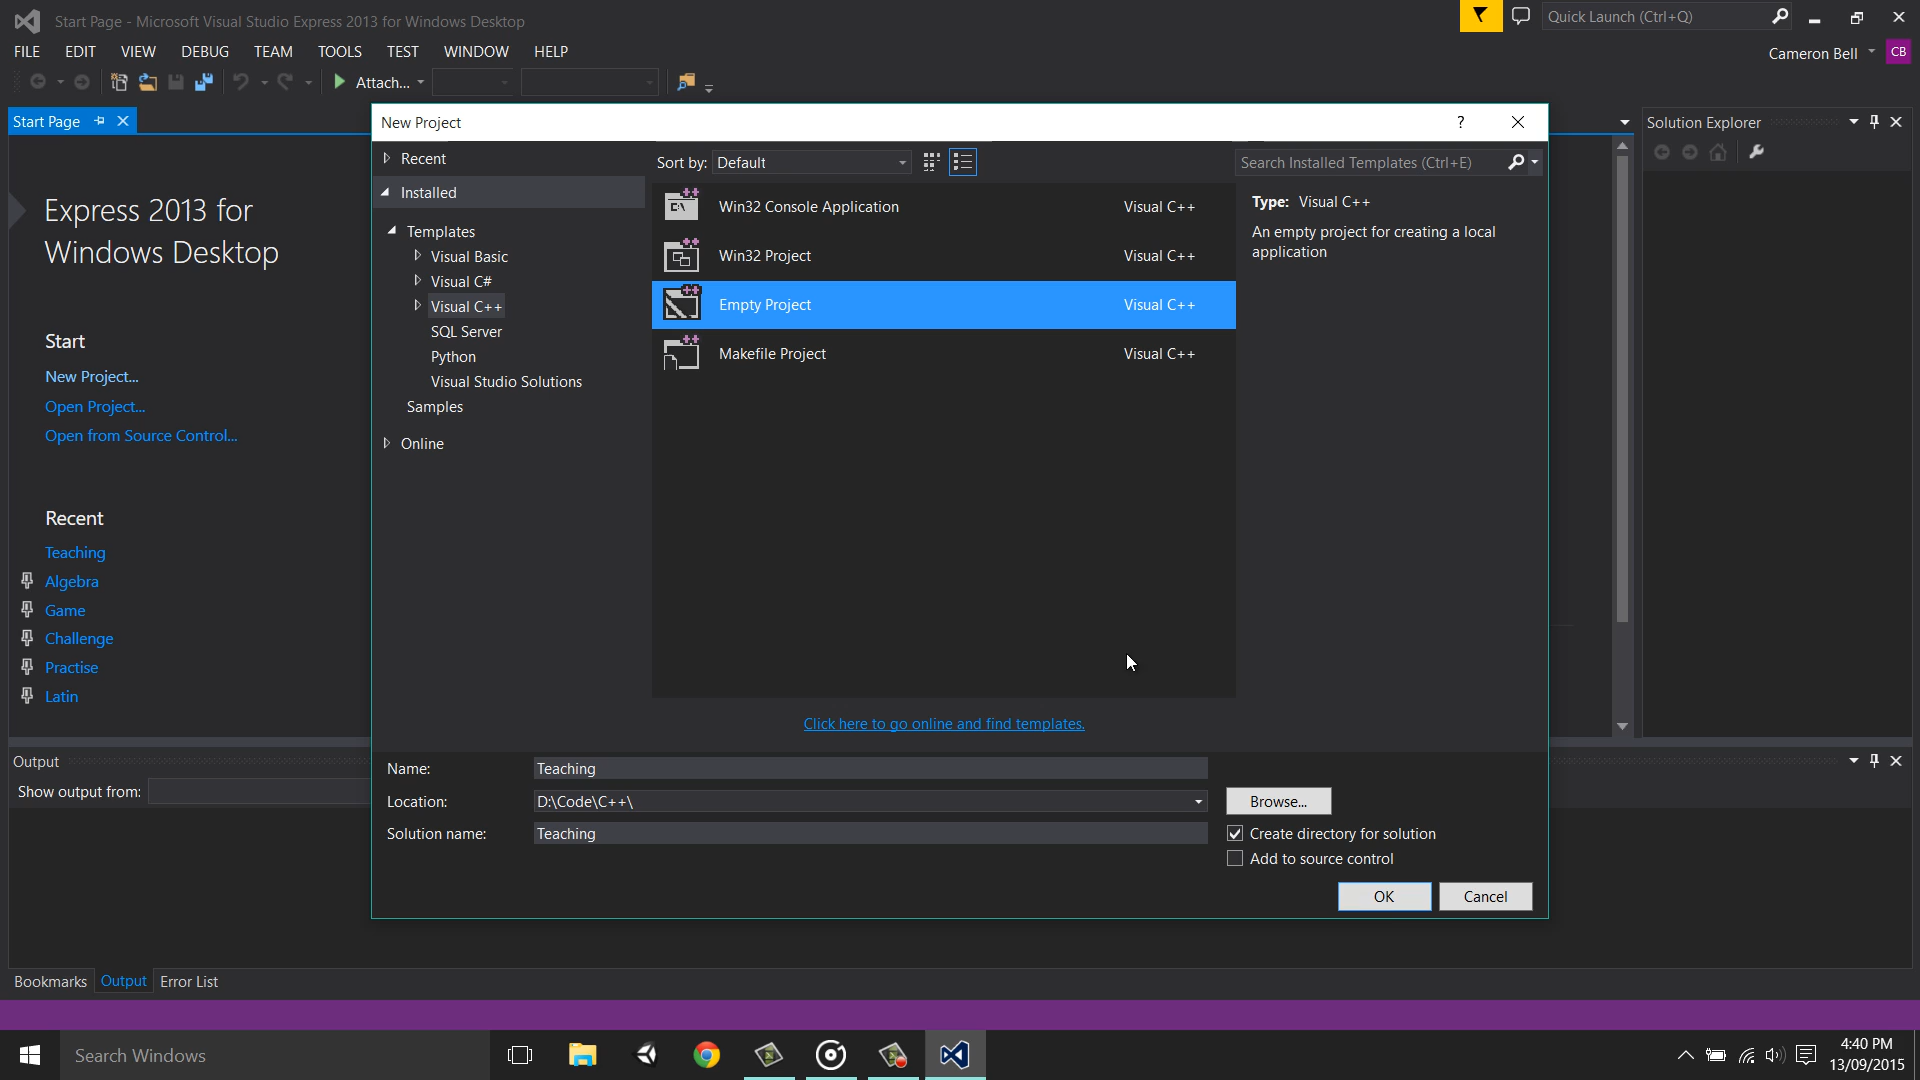 Start Page - Microsoft Visual Studio Express 2013 for Windows Desktop
Quick Launch (Ctrl+Q)
FILE EDIT VIEW DEBUG TEAM TOOLS TEST WINDOW HELP
Cameron Bell CB
Attach...
Start Page
Solution Explorer
Express 2013 for
Windows Desktop
Start
New Project...
Open Project...
Open from Source Control...
Recent
Teaching
Algebra
Game
Challenge
Practise
Latin
New Project
?
Recent
Installed
Templates
Visual Basic
Visual C#
Visual C++
SQL Server
Python
Visual Studio Solutions
Samples
Online
Sort by: Default
Search Installed Templates (Ctrl+E)
Win32 Console Application Visual C++
Win32 Project Visual C++
Empty Project Visual C++
Makefile Project Visual C++
Type: Visual C++
An empty project for creating a local
application
Click here to go online and find templates.
Name: Teaching
Location: D:\Code\C++\
Browse...
Solution name: Teaching
Create directory for solution
Add to source control
OK Cancel
Output
Show output from:
Bookmarks Output Error List
Search Windows
4:40 PM
13/09/2015